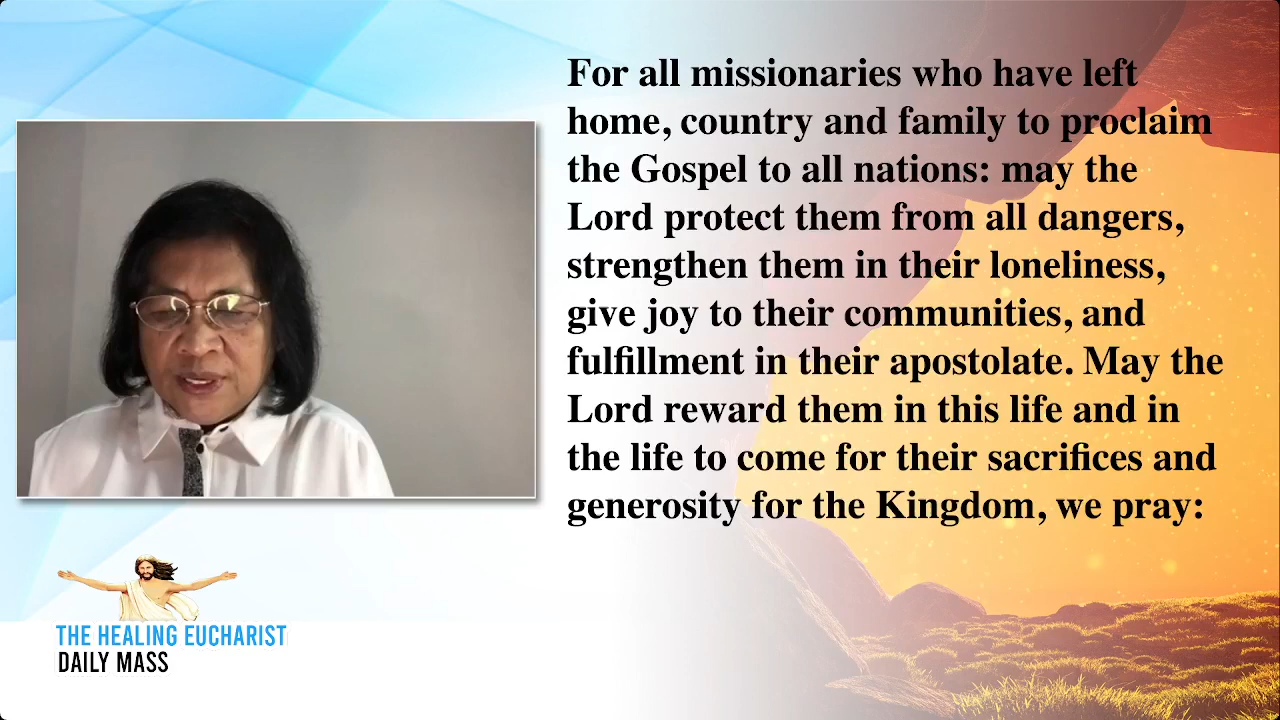 For all missionaries who have left
home, country and family to proclaim
the Gospel to all nations: may the
Lord protect them from all dangers,
strengthen them in their loneliness,
give joy to their communities, and
fulfillment in their apostolate. May the
Lord reward them in this life and in
the life to come for their sacrifices and
generosity for the Kingdom, we pray:
THE HEALING EUCHARIST
DAILY MASS